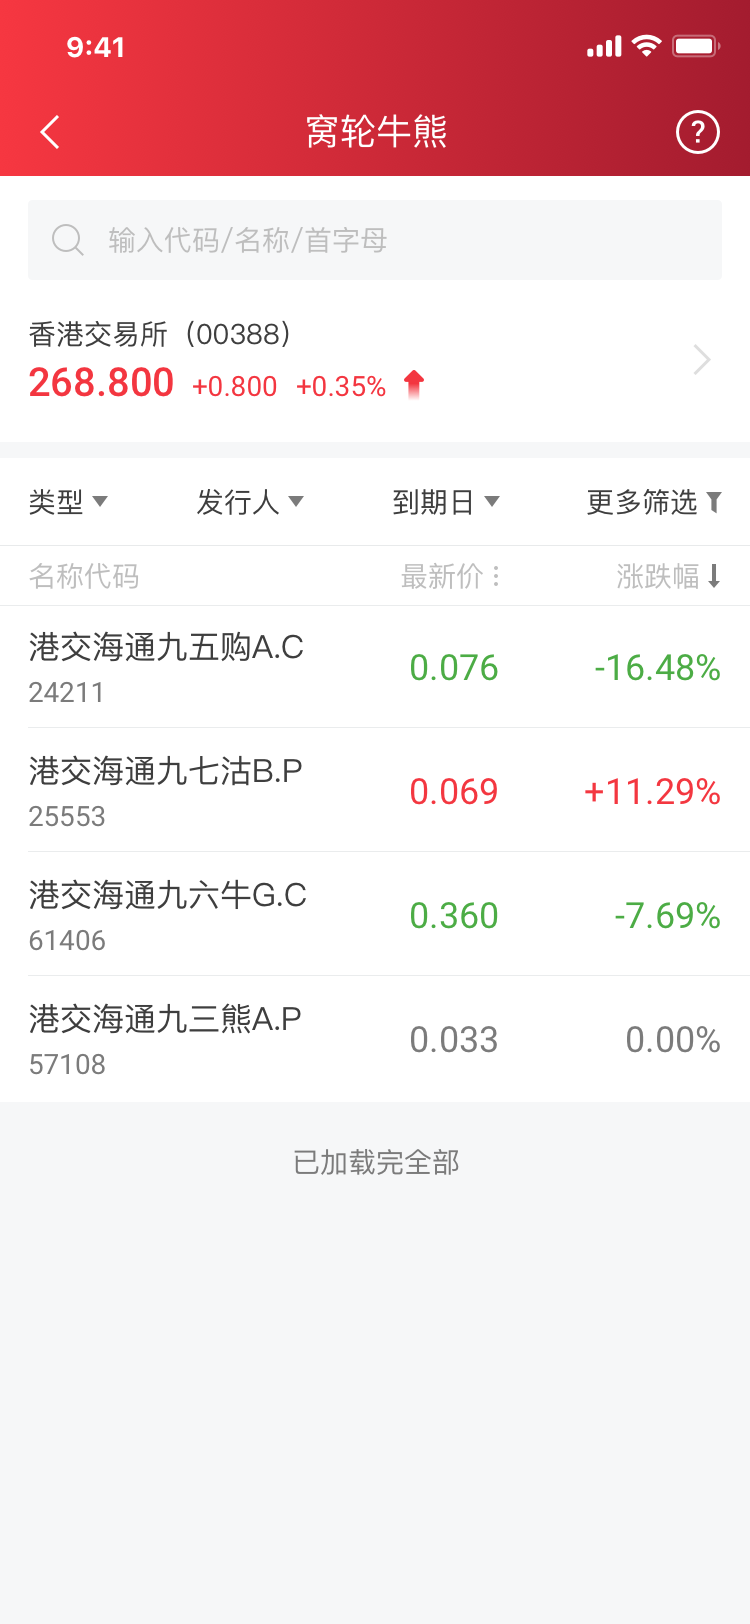 9:41
窝轮牛熊
?
输入代码/名称/首字母
香港交易所（00388）
268.800 +0.800 +0.35%
类型 发行人 到期日 更多筛选
名称代码 最新价 涨跌幅
港交海通九五购A.C
24211
0.076 -16.48%
港交海通九七沽B.P
25553
0.069 +11.29%
港交海通九六牛G.C
61406
0.360 -7.69%
港交海通九三熊A.P
57108
0.033 0.00%
已加载完全部